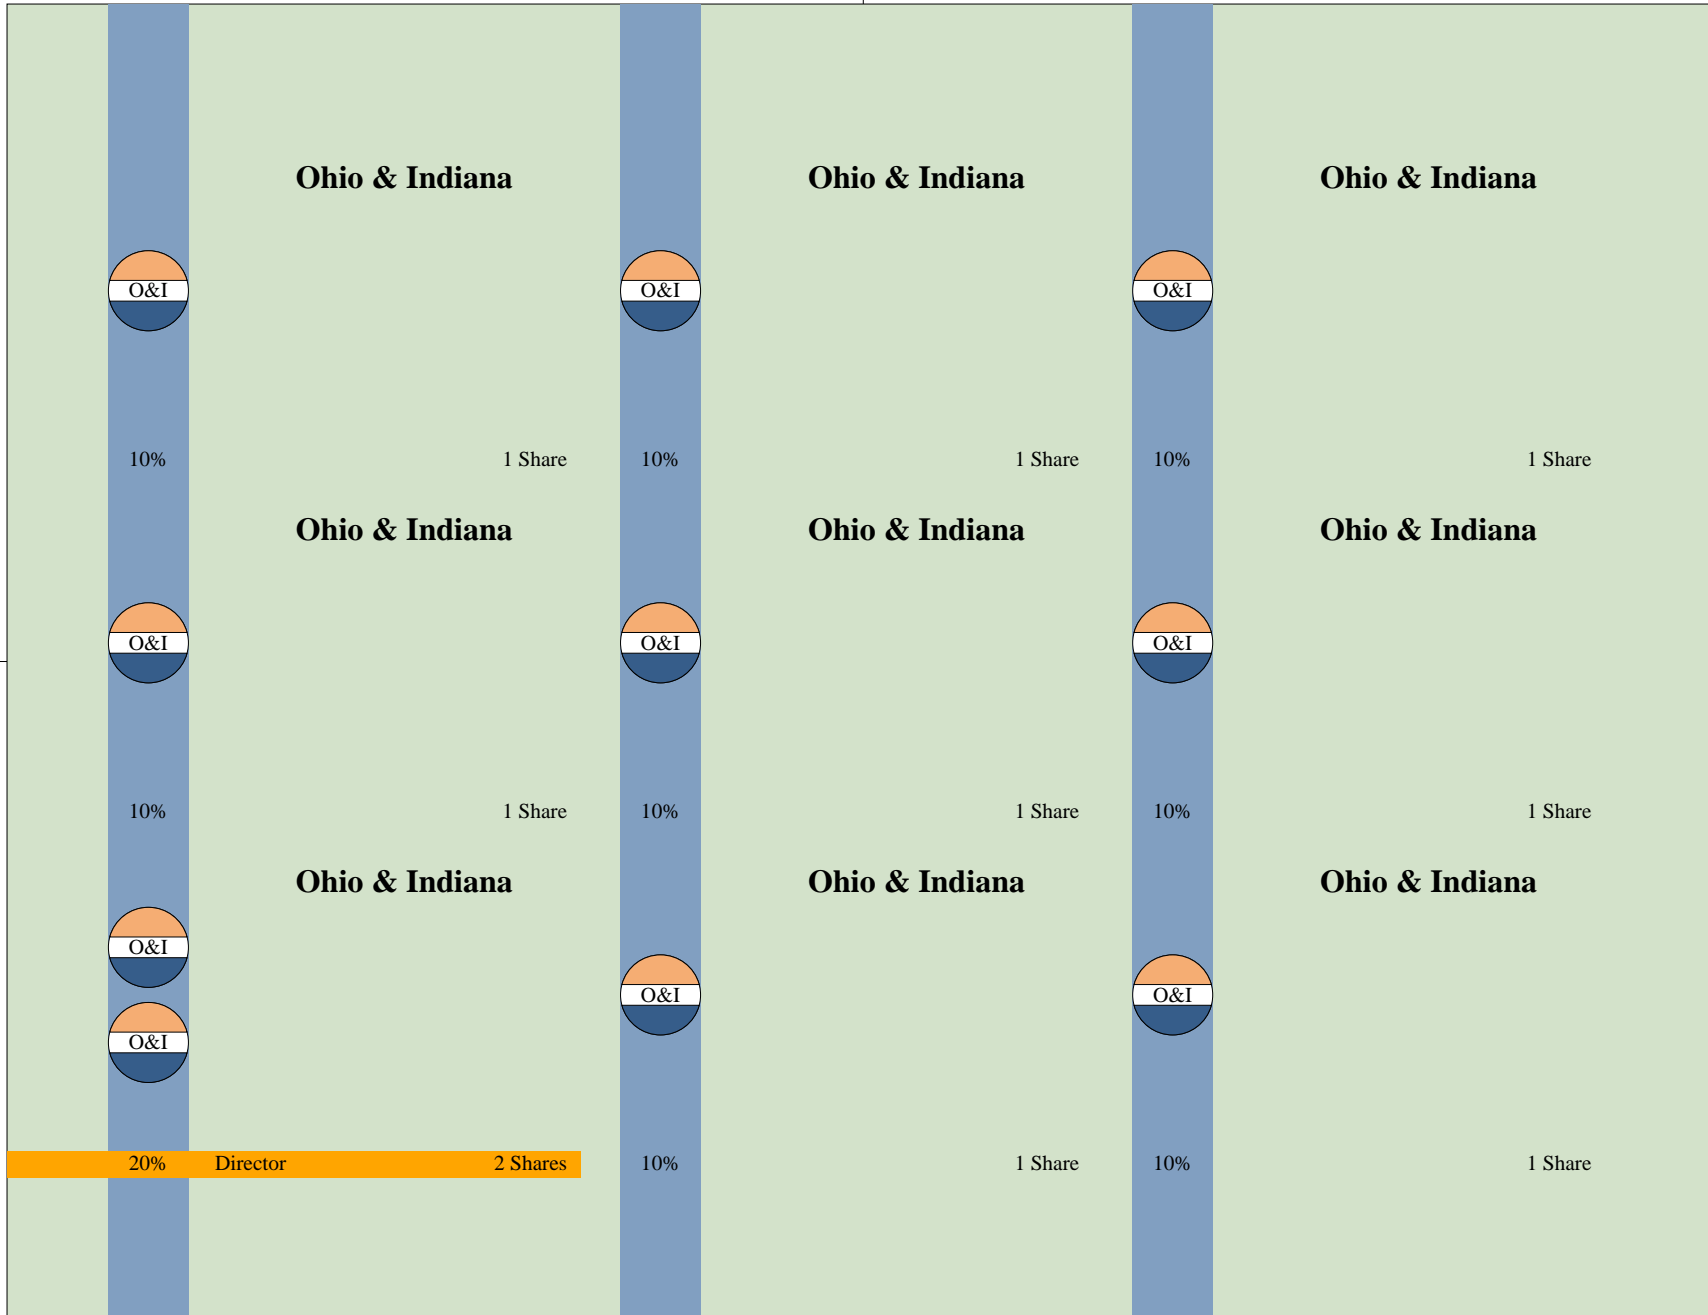 Ohio & Indiana Ohio & Indiana Ohio & Indiana
O&I O&I O&I
10% 1 Share 10% 1 Share 10% 1 Share
Ohio & Indiana Ohio & Indiana Ohio & Indiana
O&I O&I O&I
10% 1 Share 10% 1 Share 10% 1 Share
Ohio & Indiana Ohio & Indiana Ohio & Indiana
O&I
O&I O&I
O&I
20% Director 2 Shares 10% 1 Share 10% 1 Share